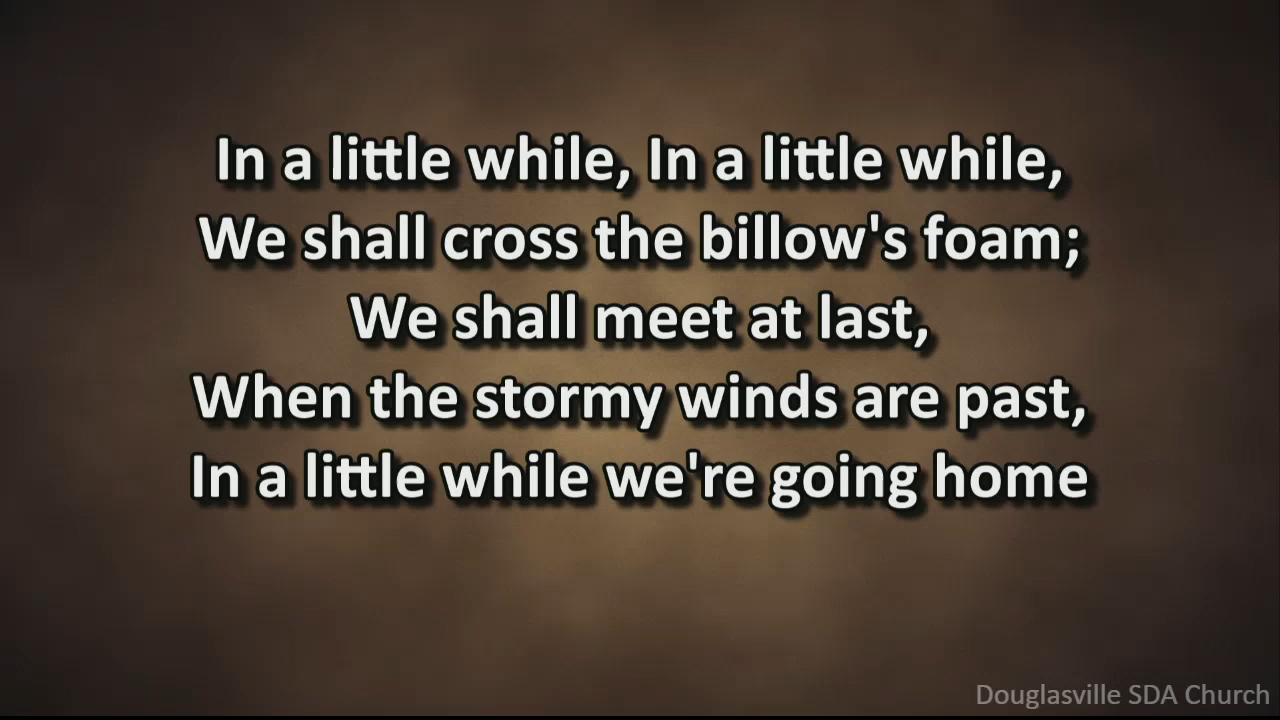 In a little while, In a little while,
We shall cross the billow's foam;
We shall meet at last,
When the stormy winds are past,
In a little while we're going home
Douglasville SDA Church